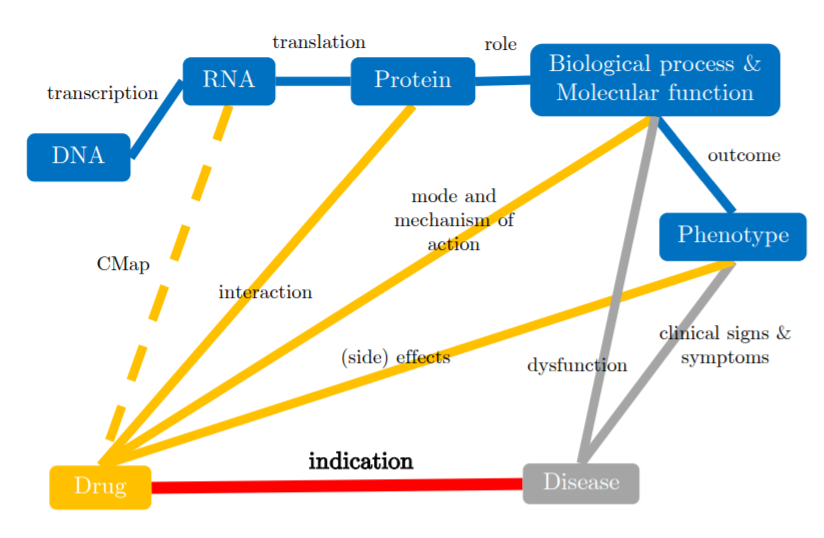 translation
role
RNA
Protein
Biological process &
Molecular function
transcription
DNA
outcome
mode and
mechanism of
action
Phenotype
CMap
interaction
clinical signs &
symptoms
(side) effects
dysfunction
indication
Drug
Disease